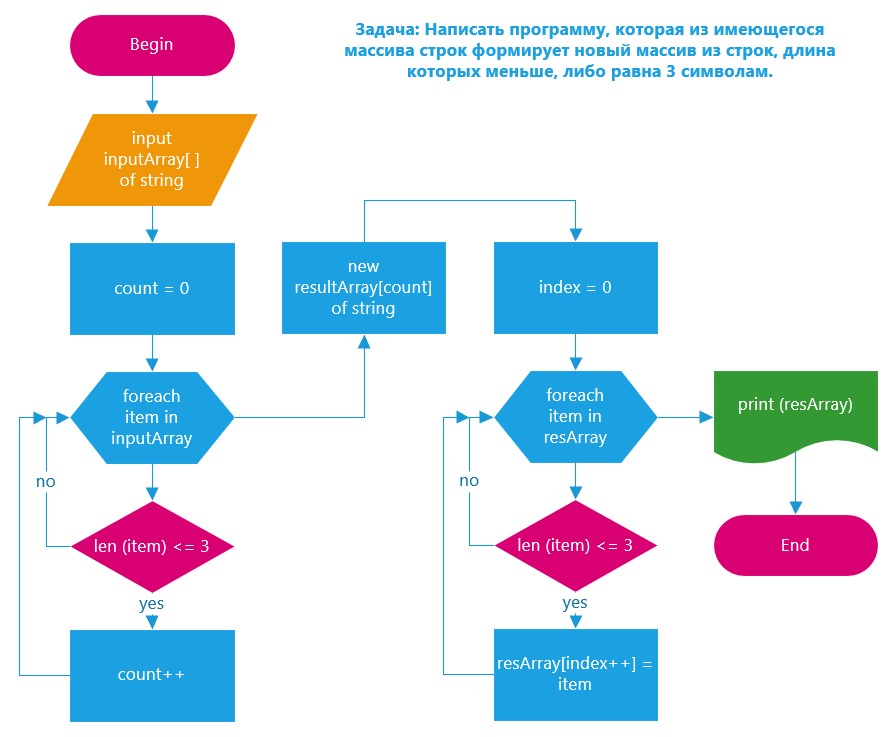 Задача: Написать программу, которая из имеющегося
массива строк формирует новый массив из строк, длина
которых меньше, либо равна 3 символам.
Begin
input
inputArray[ ]
of string
count = 0
foreach
item in
inputArray
no
len (item) <= 3
yes
count++
new
resultArray[count]
of string
index = 0
foreach
item in
resArray
no
len (item) <= 3
yes
resArray[index++] =
item
print (resArray)
End